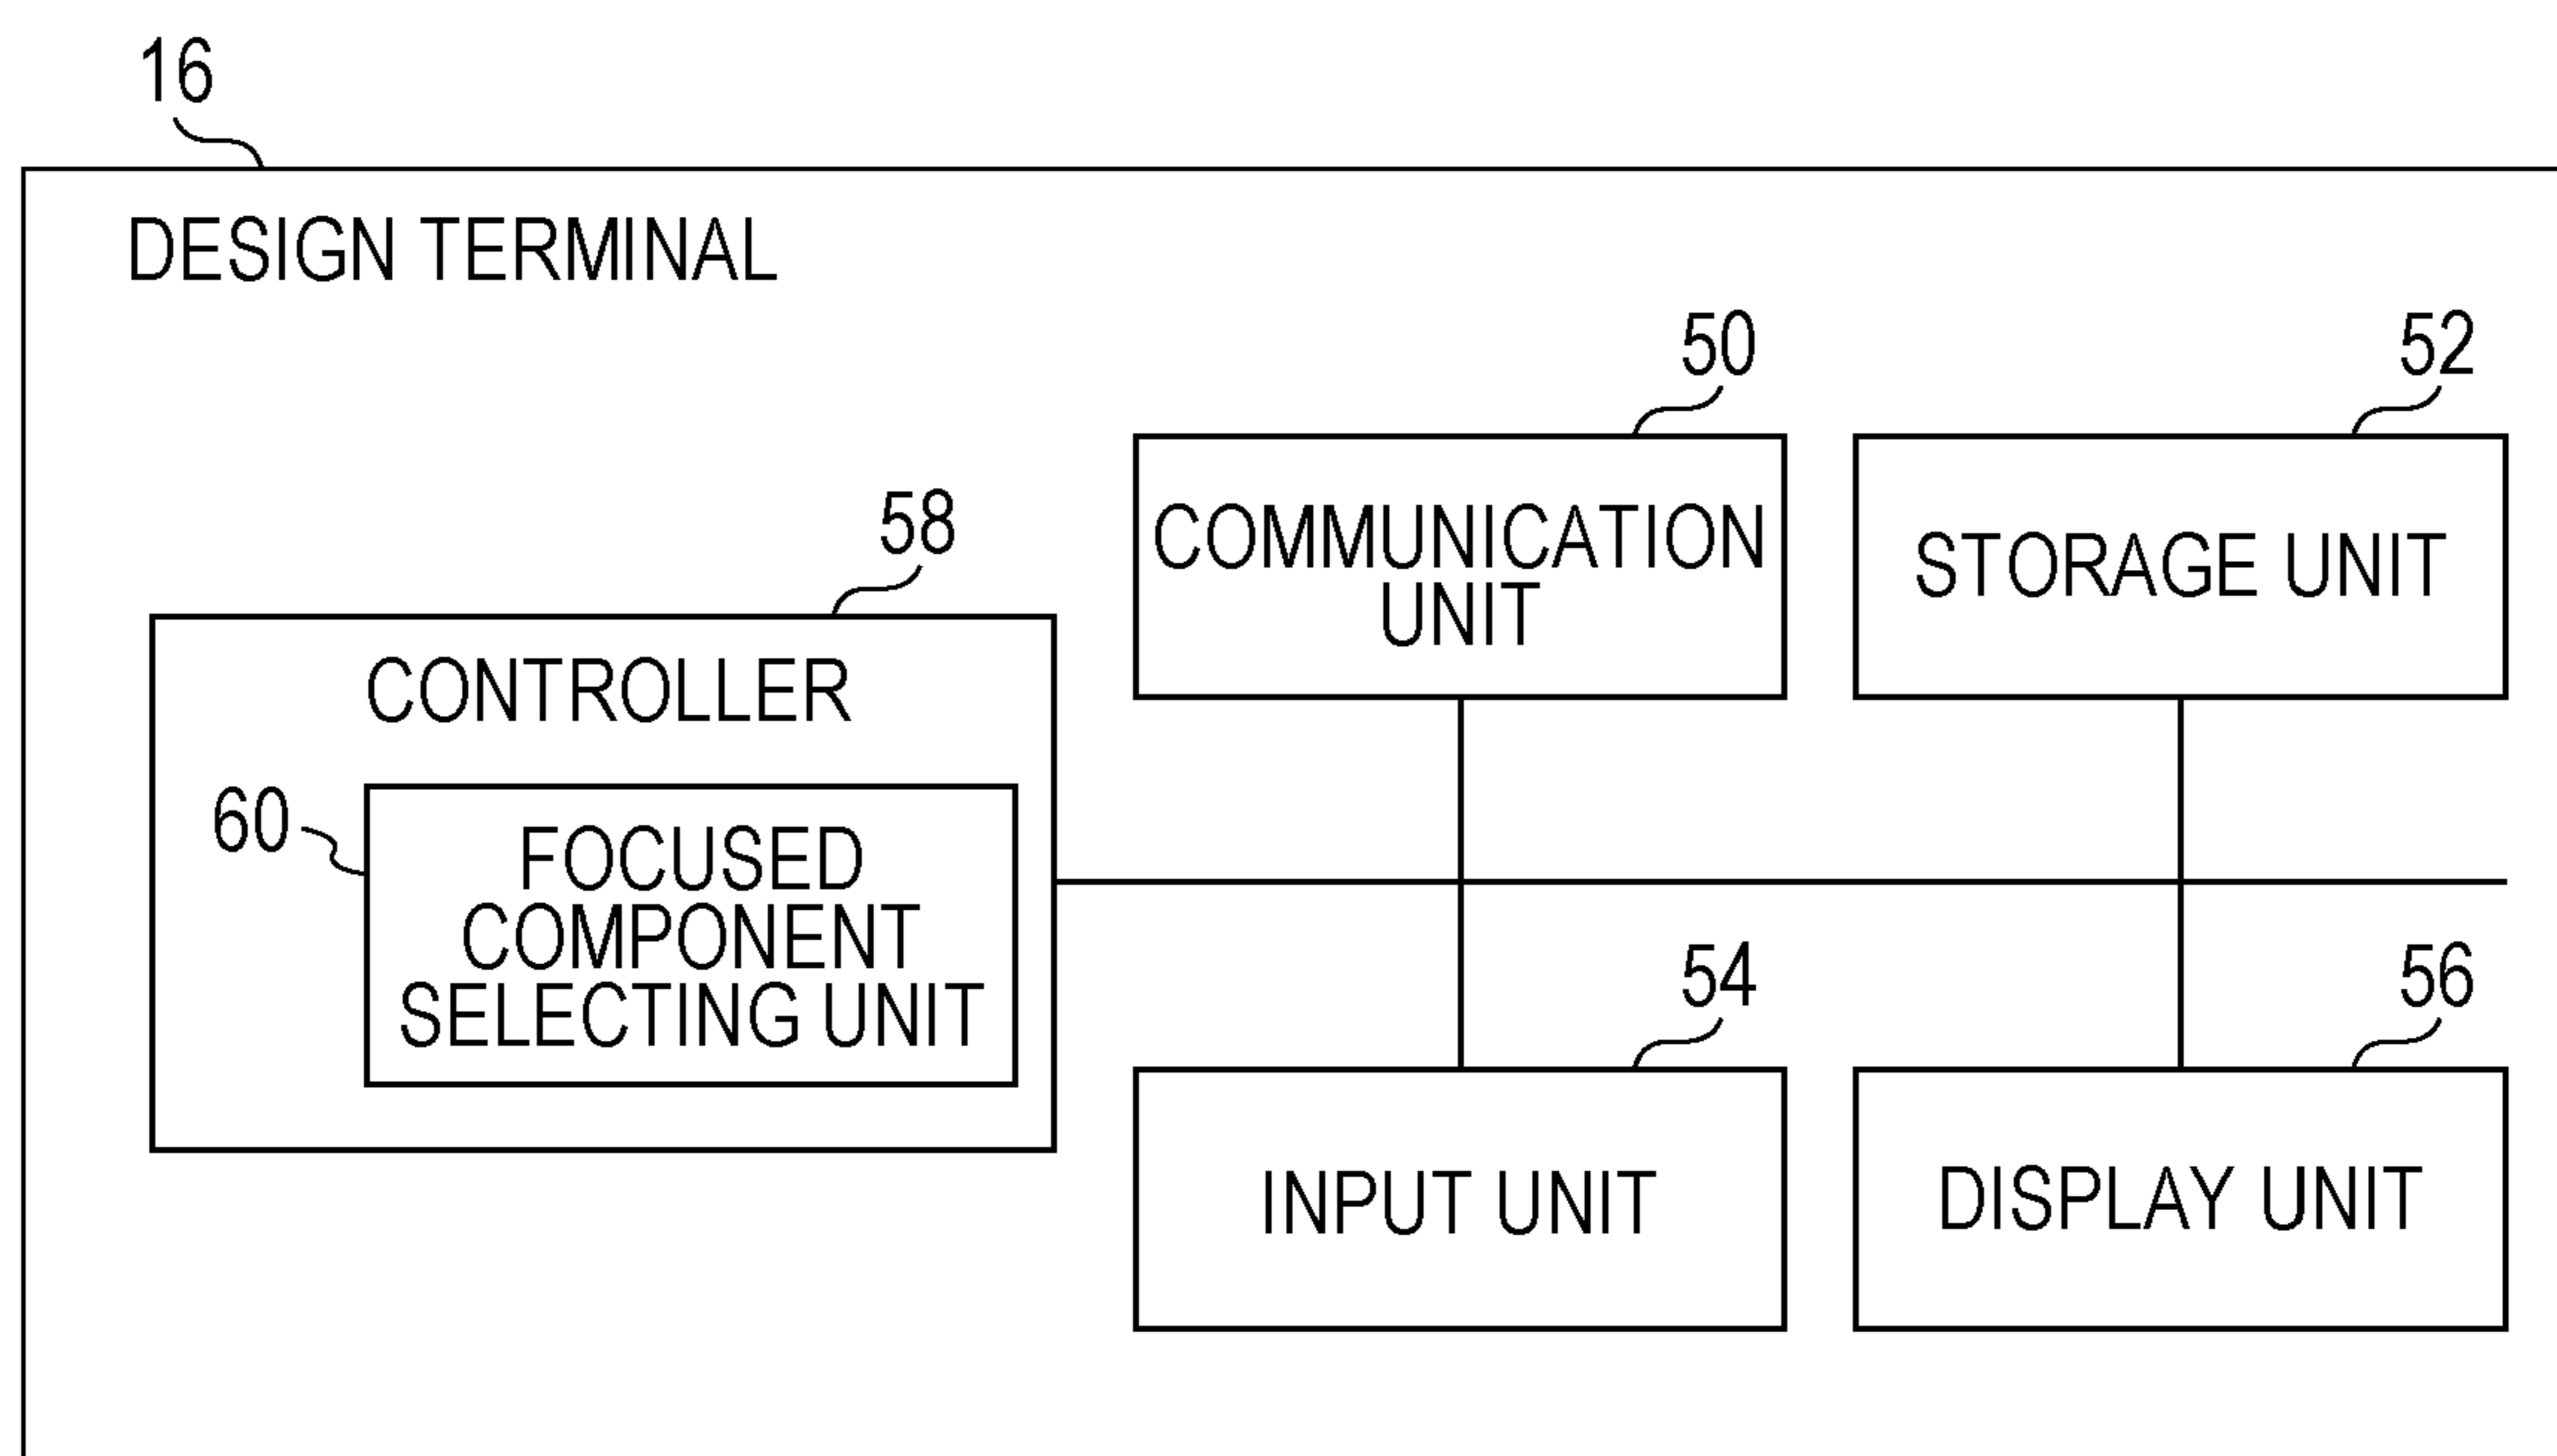 16
DESIGN TERMINAL
50
COMMUNICATION
UNIT
52
STORAGE UNIT
58
CONTROLLER
60
FOCUSED
COMPONENT
SELECTING UNIT
54
INPUT UNIT
56
DISPLAY UNIT